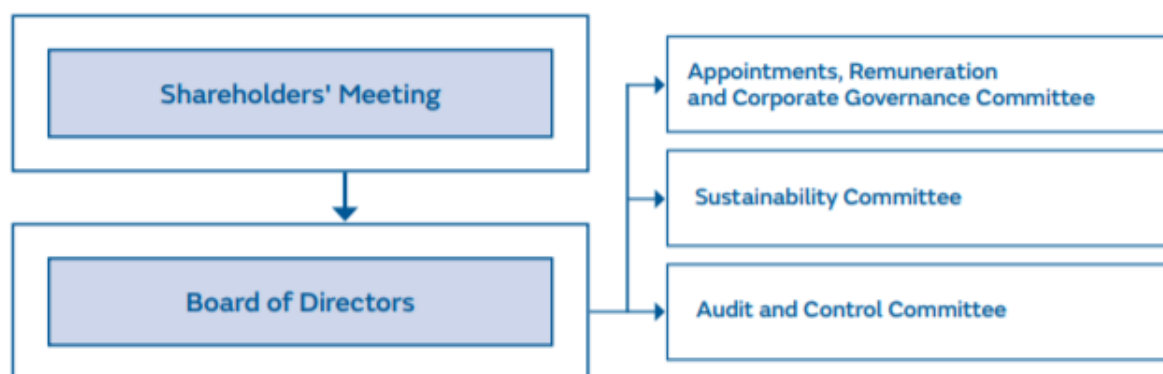 Shareholders' Meeting
Board of Directors
Appointments, Remuneration
and Corporate Governance Committee
Sustainability Committee
Audit and Control Committee